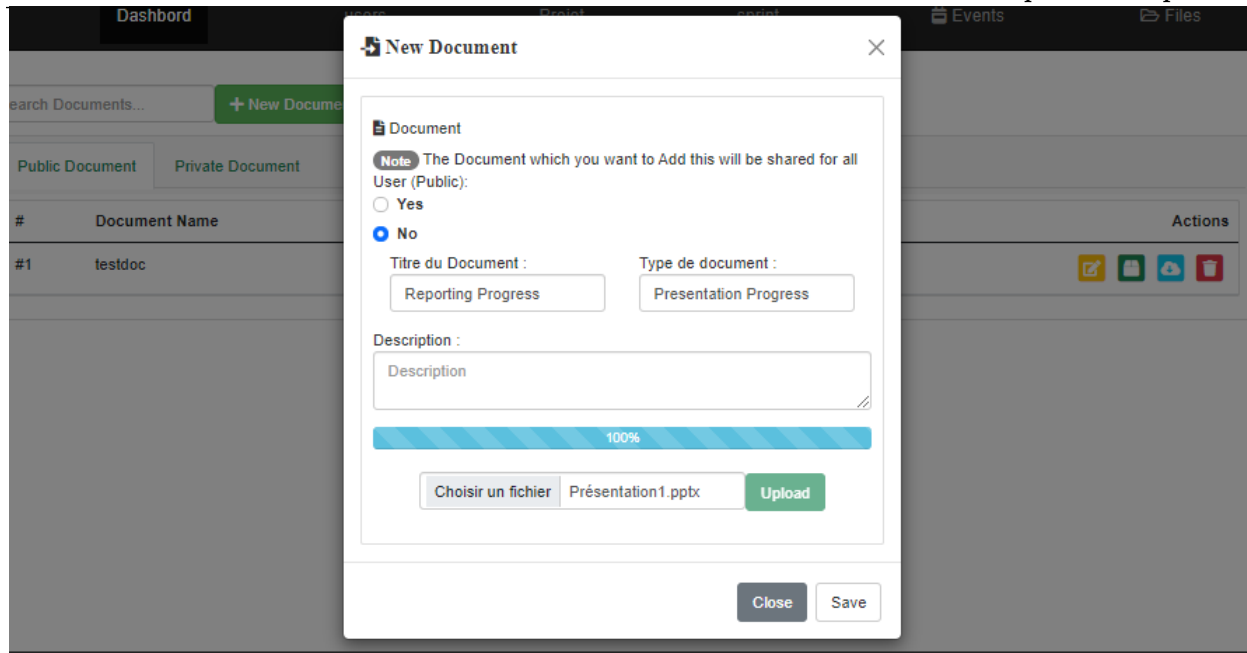 Dashbord
users
Projet
sprint
Events
Files
New Document
earch Documents...
+ New Docume
Document
Public Document
Private Document
Note The Document which you want to Add this will be shared for all
User (Public):
Yes
No
#
Document Name
Actions
#1
testdoc
Titre du Document :
Type de document :
Reporting Progress
Presentation Progress
Description :
Description
100%
Choisir un fichier
Présentation1.pptx
Upload
Close
Save